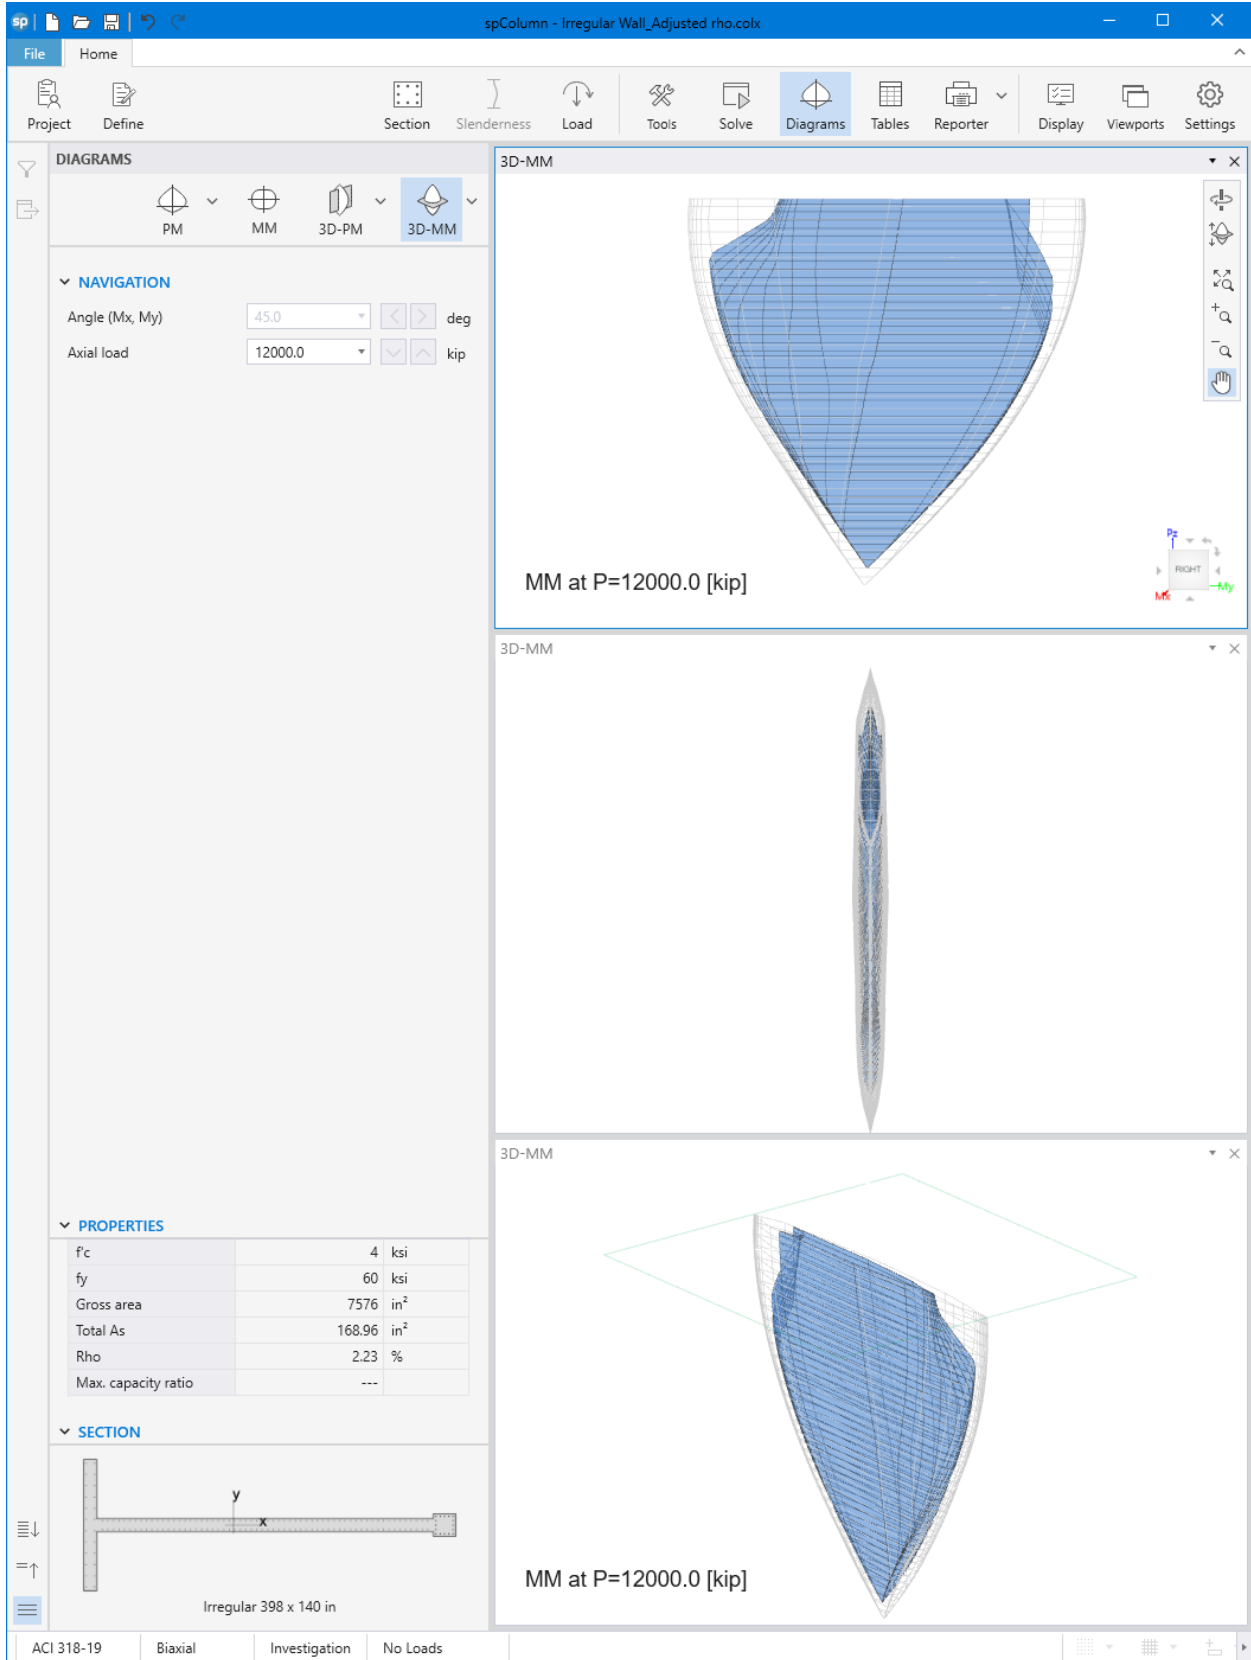 sp
spColumn - Irregular Wall_Adjusted rho.colx
File
Home
Project
Define
Section
Slenderness
Load
Tools
Solve
Diagrams
Tables
Reporter
Display
Viewports
Settings
DIAGRAMS
PM
MM
3D-PM
3D-MM
NAVIGATION
Angle (Mx, My) 45.0 deg
Axial load 12000.0 kip
PROPERTIES
f'c 4 ksi
fy 60 ksi
Gross area 7576 in²
Total As 168.96 in²
Rho 2.23 %
Max. capacity ratio ---
SECTION
y
x
Irregular 398 x 140 in
3D-MM
MM at P=12000.0 [kip]
Pz
RIGHT
My
Mx
3D-MM
3D-MM
MM at P=12000.0 [kip]
ACI 318-19
Biaxial
Investigation
No Loads